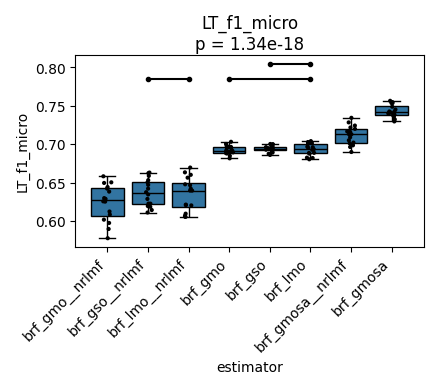 LT_f1_micro
p = 1.34e-18
0.80
0.75
0.70
0.65
0.60
LT_f1_micro
brf_gmo__nrlmf
brf_gso__nrlmf
brf_lmo__nrlmf
brf_gmo
brf_gso
brf_lmo
brf_gmosa__nrlmf
brf_gmosa
estimator